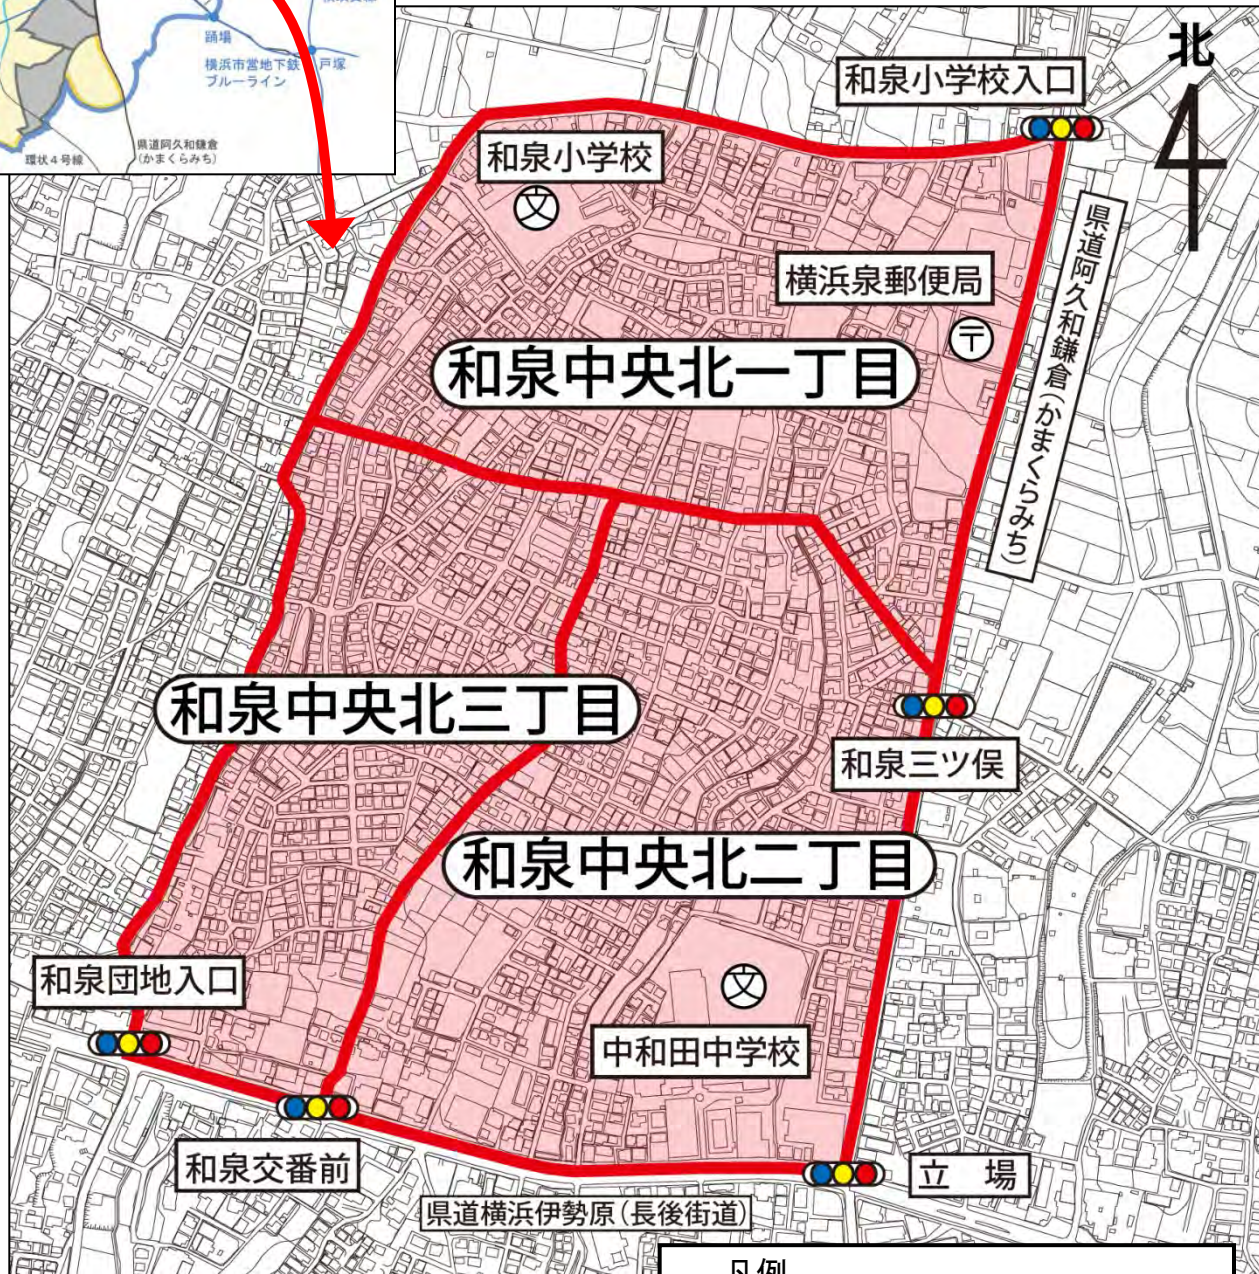 踊場
横浜市営地下鉄
ブルーライン
戸塚
環状4号線
県道阿久和鎌倉
(かまくらみち)
北
和泉小学校入口
和泉小学校
文
県道阿久和鎌倉(かまくらみち)
横浜泉郵便局
〒
和泉中央北一丁目
和泉中央北三丁目
和泉三ツ俣
和泉中央北二丁目
和泉団地入口
文
中和田中学校
和泉交番前
立 場
県道横浜伊勢原(長後街道)
凡例